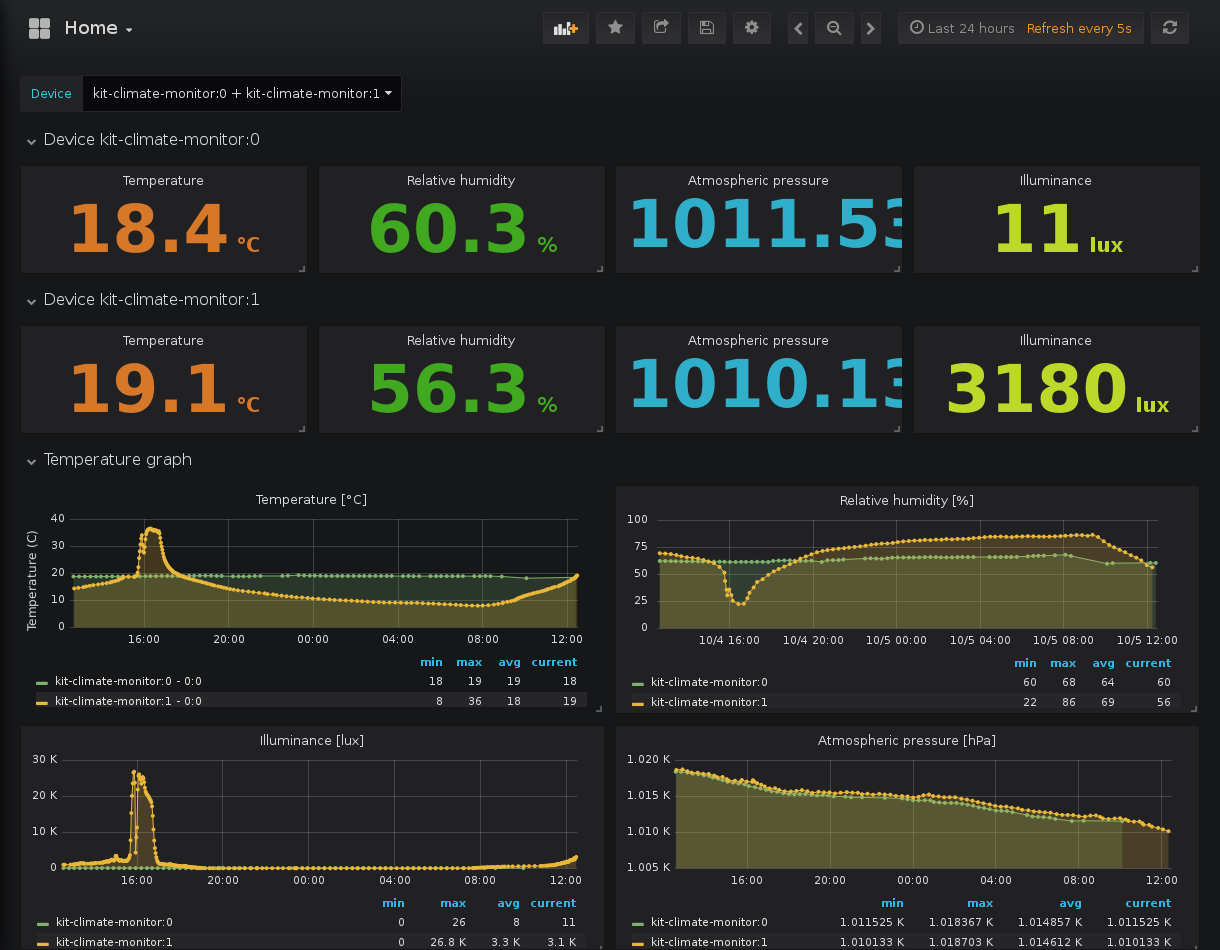 Home
Last 24 hours Refresh every 5s
Device kit-climate-monitor:0 + kit-climate-monitor:1
Device kit-climate-monitor:0
Temperature Relative humidity Atmospheric pressure Illuminance
18.4 °C 60.3 % 1011.53 11 lux
Device kit-climate-monitor:1
Temperature Relative humidity Atmospheric pressure Illuminance
19.1 °C 56.3 % 1010.13 3180 lux
Temperature graph
Temperature [°C]
Temperature (C)
40
30
20
10
0
16:00 20:00 00:00 04:00 08:00 12:00
min max avg current
kit-climate-monitor:0 - 0:0 18 19 19 18
kit-climate-monitor:1 - 0:0 8 36 18 19
Relative humidity [%]
100
75
50
25
0
10/4 16:00 10/4 20:00 10/5 00:00 10/5 04:00 10/5 08:00 10/5 12:00
min max avg current
kit-climate-monitor:0 60 68 64 60
kit-climate-monitor:1 22 86 69 56
Illuminance [lux]
30 K
20 K
10 K
0
16:00 20:00 00:00 04:00 08:00 12:00
min max avg current
kit-climate-monitor:0 0 26 8 11
kit-climate-monitor:1 0 26.8 K 3.3 K 3.1 K
Atmospheric pressure [hPa]
1.020 K
1.015 K
1.010 K
1.005 K
16:00 20:00 00:00 04:00 08:00 12:00
min max avg current
kit-climate-monitor:0 1.011525 K 1.018367 K 1.014857 K 1.011525 K
kit-climate-monitor:1 1.010133 K 1.018703 K 1.014612 K 1.010133 K